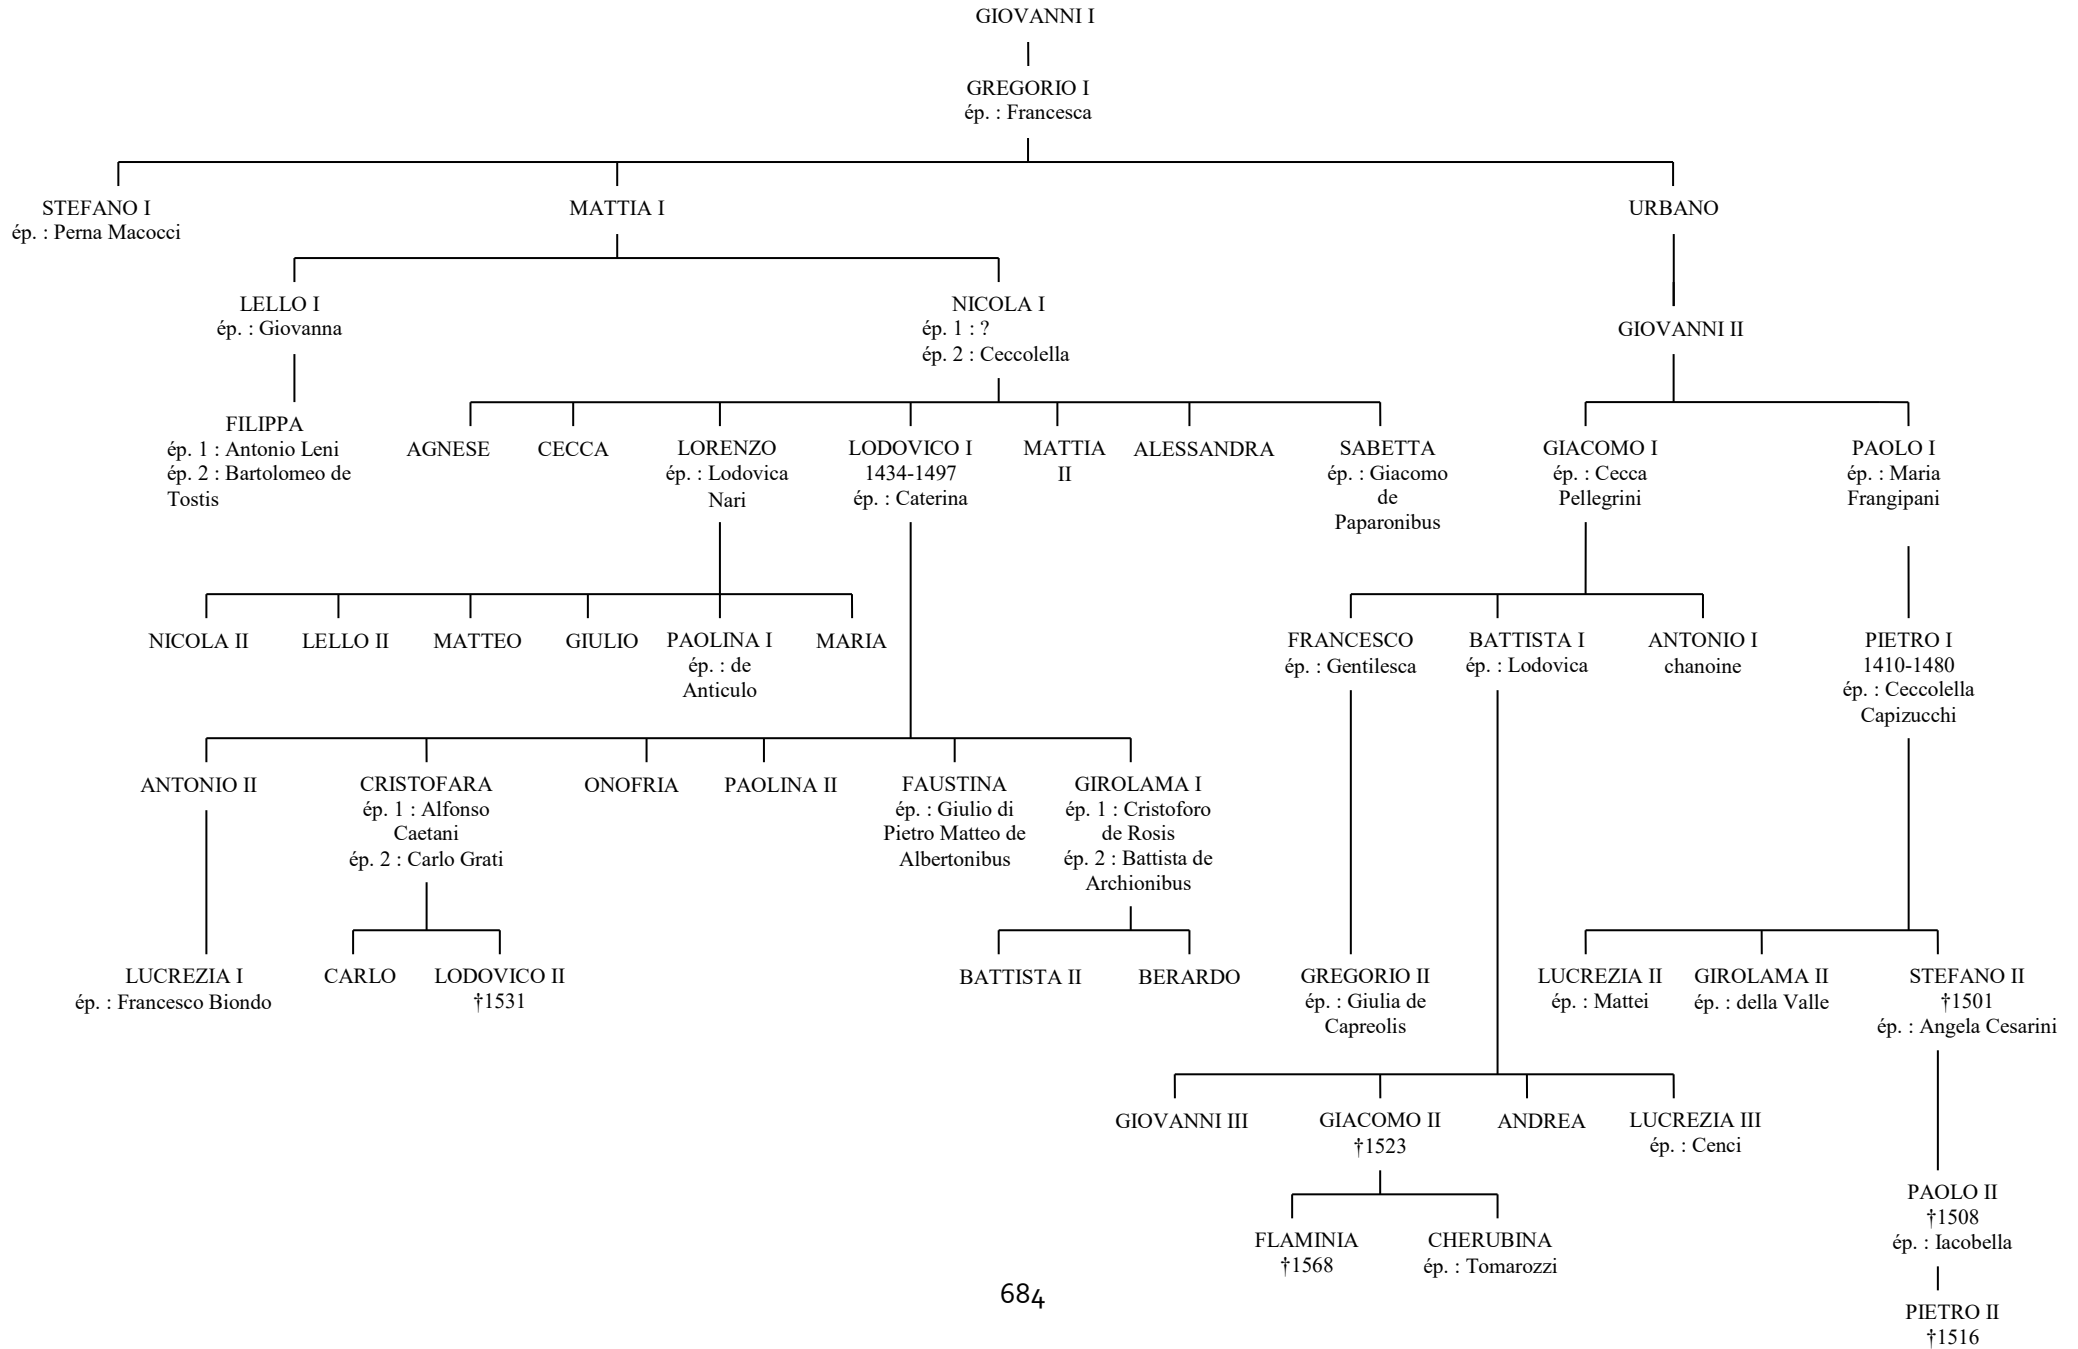 GIOVANNI I
GREGORIO I
ép. : Francesca
STEFANO I
ép. : Perna Macocci
MATTIA I
URBANO
LELLO I
ép. : Giovanna
NICOLA I
ép. 1 : ?
ép. 2 : Ceccolella
GIOVANNI II
FILIPPA
ép. 1 : Antonio Leni
ép. 2 : Bartolomeo de
Tostis
AGNESE
CECCA
LORENZO
ép. : Lodovica
Nari
LODOVICO I
1434-1497
ép. : Caterina
MATTIA
II
ALESSANDRA
SABETTA
ép. : Giacomo
de
Paparonibus
GIACOMO I
ép. : Cecca
Pellegrini
PAOLO I
ép. : Maria
Frangipani
NICOLA II
LELLO II
MATTEO
GIULIO
PAOLINA I
ép. : de
Anticulo
MARIA
FRANCESCO
ép. : Gentilesca
BATTISTA I
ép. : Lodovica
ANTONIO I
chanoine
PIETRO I
1410-1480
ép. : Ceccolella
Capizucchi
ANTONIO II
CRISTOFARA
ép. 1 : Alfonso
Caetani
ép. 2 : Carlo Grati
ONOFRIA
PAOLINA II
FAUSTINA
ép. : Giulio di
Pietro Matteo de
Albertonibus
GIROLAMA I
ép. 1 : Cristoforo
de Rosis
ép. 2 : Battista de
Archionibus
LUCREZIA I
ép. : Francesco Biondo
CARLO
LODOVICO II
†1531
BATTISTA II
BERARDO
GREGORIO II
ép. : Giulia de
Capreolis
LUCREZIA II
ép. : Mattei
GIROLAMA II
ép. : della Valle
STEFANO II
†1501
ép. : Angela Cesarini
GIOVANNI III
GIACOMO II
†1523
ANDREA
LUCREZIA III
ép. : Cenci
PAOLO II
†1508
ép. : Iacobella
FLAMINIA
†1568
CHERUBINA
ép. : Tomarozzi
PIETRO II
†1516
684